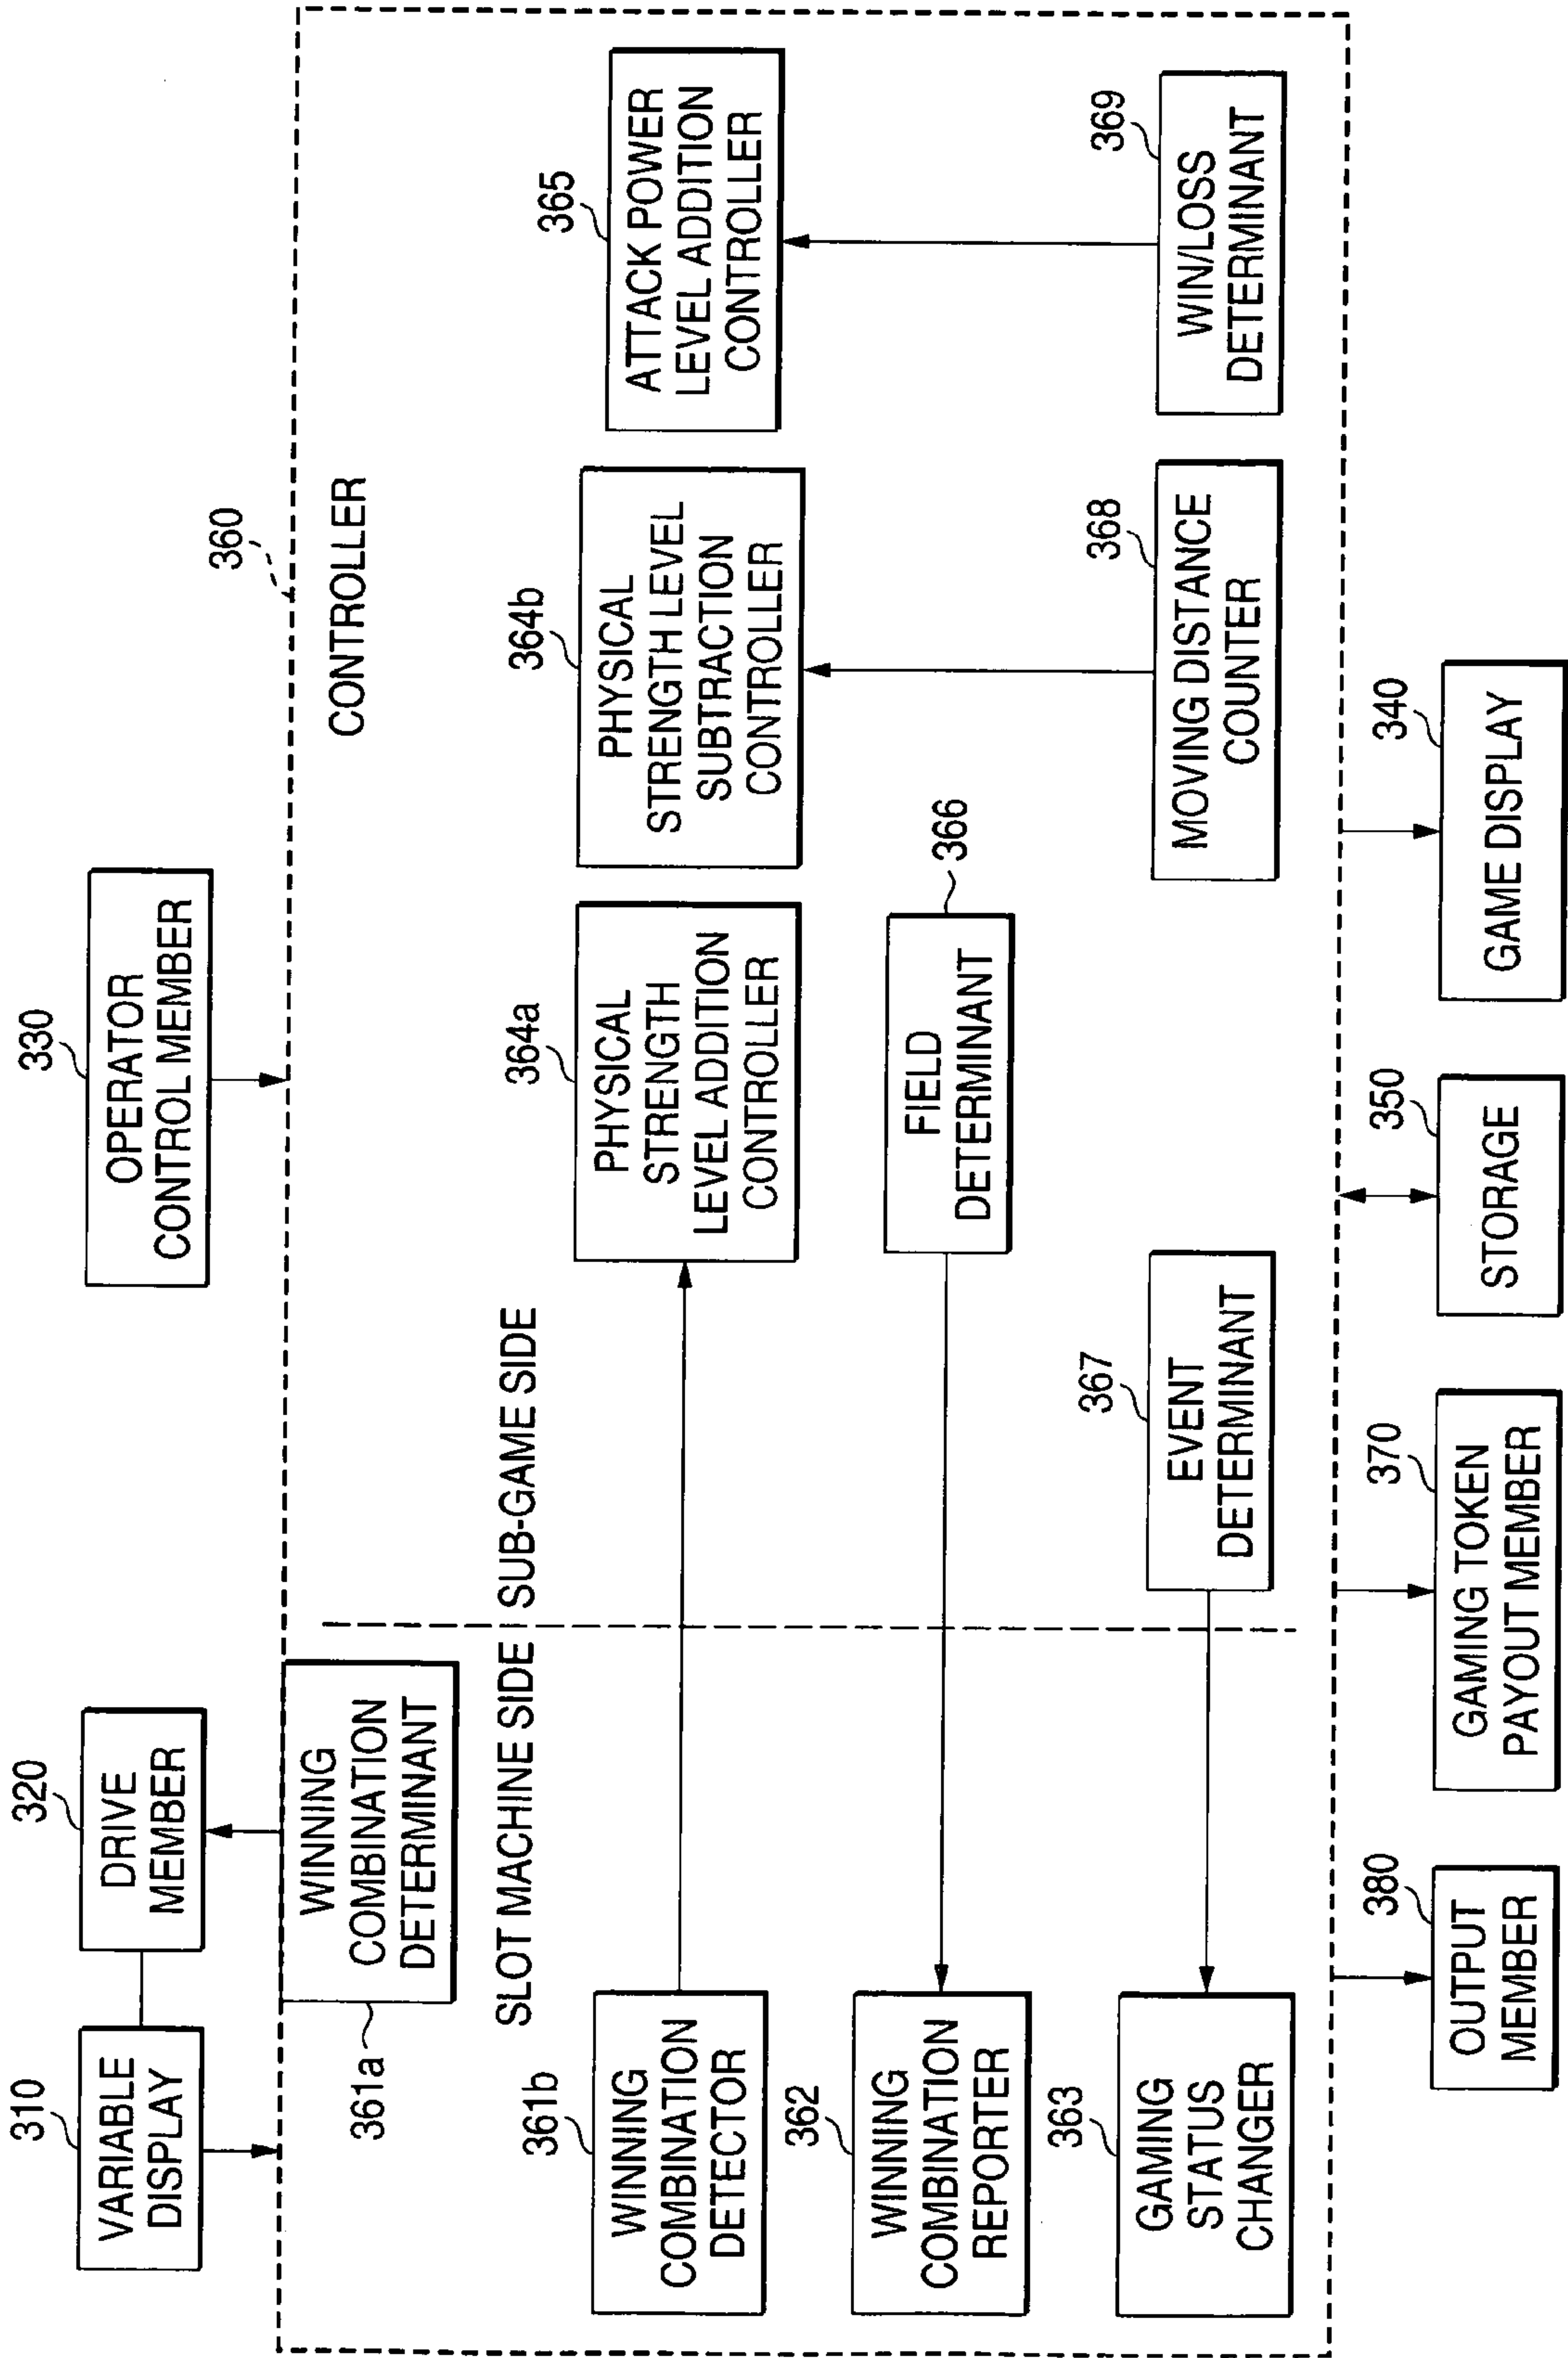 310
VARIABLE
DISPLAY
320
DRIVE
MEMBER
330
OPERATOR
CONTROL MEMBER
360
CONTROLLER
WINNING
COMBINATION
DETERMINANT
361a
SLOT MACHINE SIDE
SUB-GAME SIDE
361b
WINNING
COMBINATION
DETECTOR
364a
PHYSICAL
STRENGTH
LEVEL ADDITION
CONTROLLER
364b
PHYSICAL
STRENGTH LEVEL
SUBTRACTION
CONTROLLER
365
ATTACK POWER
LEVEL ADDITION
CONTROLLER
362
WINNING
COMBINATION
REPORTER
FIELD
DETERMINANT
366
363
GAMING
STATUS
CHANGER
367
EVENT
DETERMINANT
368
MOVING DISTANCE
COUNTER
369
WIN/LOSS
DETERMINANT
380
OUTPUT
MEMBER
370
GAMING TOKEN
PAYOUT MEMBER
350
STORAGE
340
GAME DISPLAY